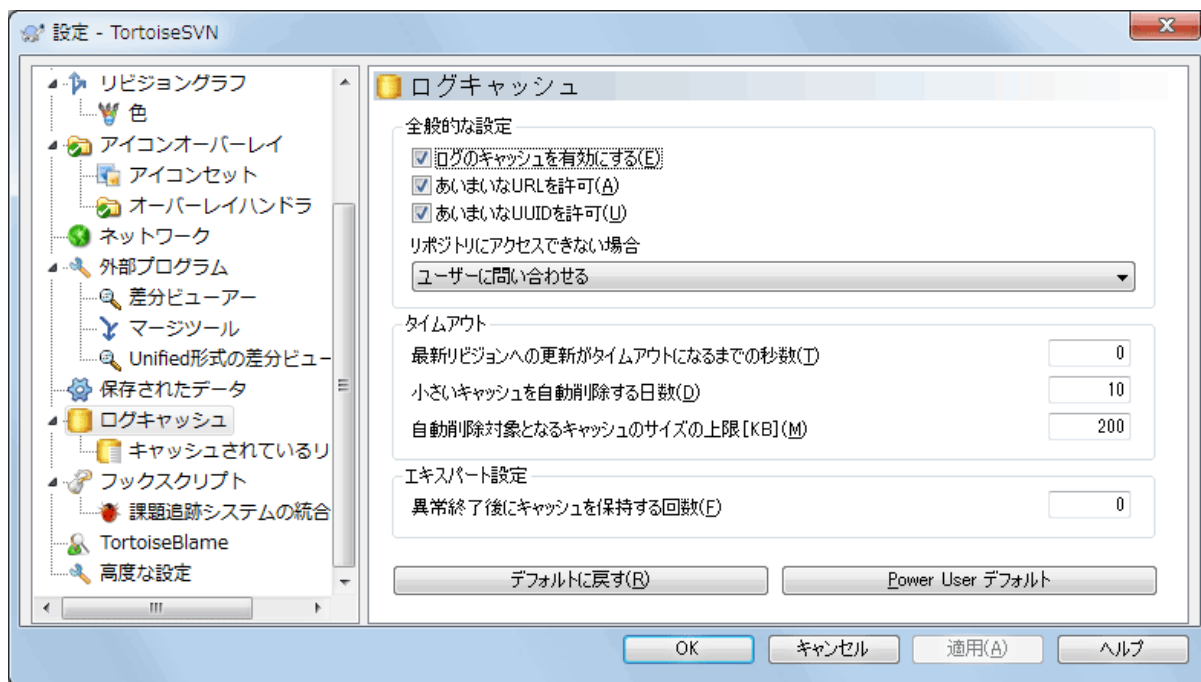 設定 - TortoiseSVN
リビジョングラフ
色
アイコンオーバーレイ
アイコンセット
オーバーレイハンドラ
ネットワーク
外部プログラム
差分ビューアー
マージツール
Unified形式の差分ビュー
保存されたデータ
ログキャッシュ
キャッシュされているリ
フックスクリプト
課題追跡システムの統合
TortoiseBlame
高度な設定
ログキャッシュ
全般的な設定
ログのキャッシュを有効にする(E)
あいまいなURLを許可(A)
あいまいなUUIDを許可(U)
リポジトリにアクセスできない場合
ユーザーに問い合わせる
タイムアウト
最新リビジョンへの更新がタイムアウトになるまでの秒数(T) 0
小さいキャッシュを自動削除する日数(D) 10
自動削除対象となるキャッシュのサイズの上限[KB](M) 200
エキスパート設定
異常終了後にキャッシュを保持する回数(F) 0
デフォルトに戻す(R) Power User デフォルト
OK キャンセル 適用(A) ヘルプ